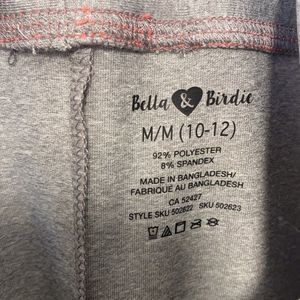 Bella & Birdie
M/M (10-12)
92% POLYESTER
8% SPANDEX
MADE IN BANGLADESH/
FABRIQUÉ AU BANGLADESH
CA 52427
STYLE SKU 502622 SKU 502623